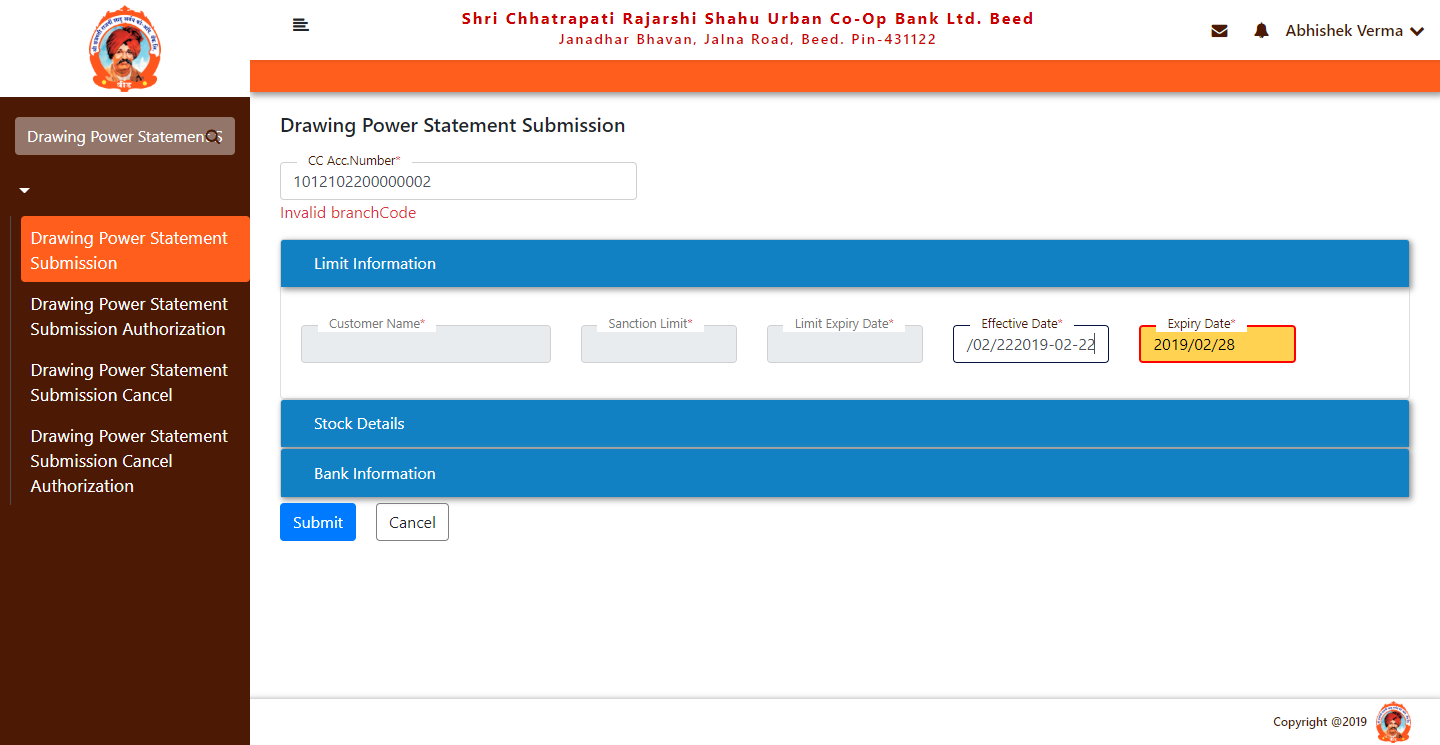 Shri Chhatrapati Rajarshi Shahu Urban Co-Op Bank Ltd. Beed
Janadhar Bhavan, Jalna Road, Beed. Pin-431122
Abhishek Verma
Drawing Power Statement S
Drawing Power Statement
Submission
Drawing Power Statement
Submission Authorization
Drawing Power Statement
Submission Cancel
Drawing Power Statement
Submission Cancel
Authorization
Drawing Power Statement Submission
CC Acc.Number*
1012102200000002
Invalid branchCode
Limit Information
Customer Name*
Sanction Limit*
Limit Expiry Date*
Effective Date*
/02/222019-02-22
Expiry Date*
2019/02/28
Stock Details
Bank Information
Submit
Cancel
Copyright @2019